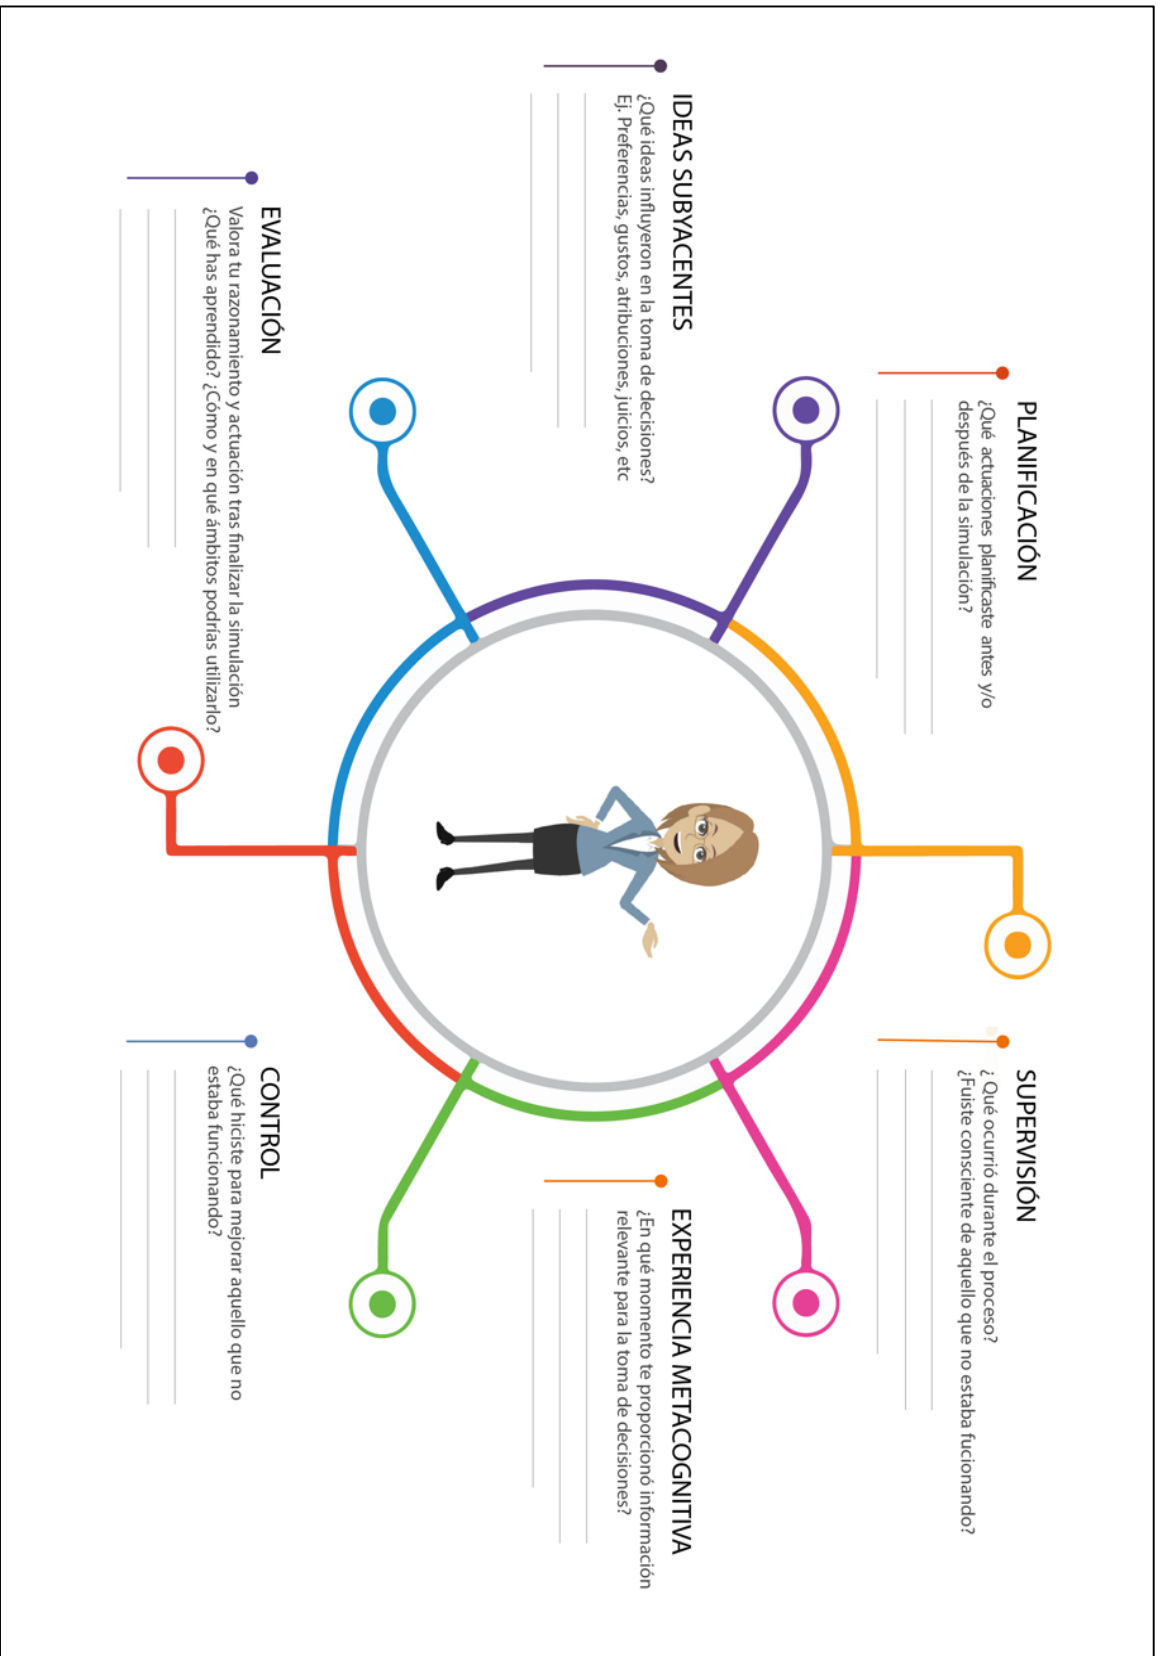 PLANIFICACIÓN
¿Qué actuaciones planificaste antes y/o
después de la simulación?
SUPERVISIÓN
¿ Qué ocurrió durante el proceso?
¿Fuiste consciente de aquello que no estaba fucionando?
IDEAS SUBYACENTES
¿Qué ideas influyeron en la toma de decisiones?
Ej. Preferencias, gustos, atribuciones, juicios, etc
EXPERIENCIA METACOGNITIVA
¿En qué momento te proporcionó información
relevante para la toma de decisiones?
EVALUACIÓN
Valora tu razonamiento y actuación tras finalizar la simulación
¿Qué has aprendido? ¿Cómo y en qué ámbitos podrías utilizarlo?
CONTROL
¿Qué hiciste para mejorar aquello que no
estaba funcionando?